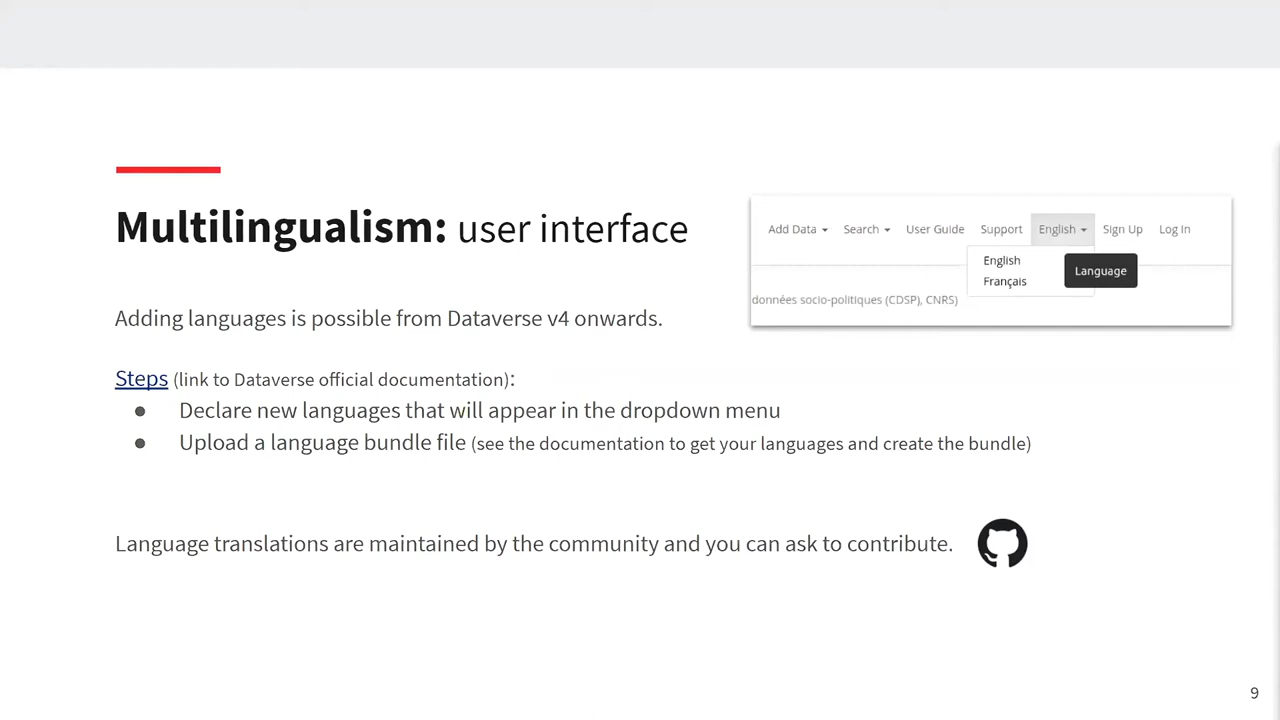 Multilingualism: user interface
Add Data Search User Guide Support English Sign Up Log In
English
Français
Language
données socio-politiques (CDSP), CNRS)
Adding languages is possible from Dataverse v4 onwards.
Steps (link to Dataverse official documentation):
● Declare new languages that will appear in the dropdown menu
● Upload a language bundle file (see the documentation to get your languages and create the bundle)
Language translations are maintained by the community and you can ask to contribute.
9